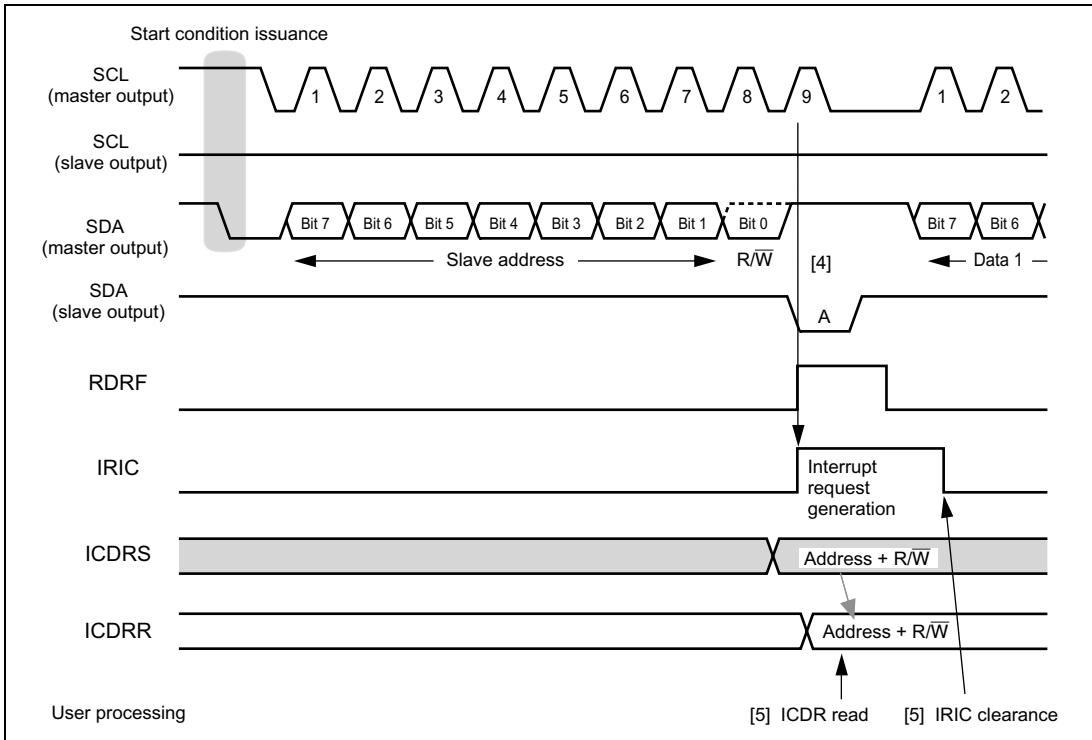 Start condition issuance
SCL
(master output)
1 2 3 4 5 6 7 8 9 1 2
SCL
(slave output)
SDA
(master output)
Bit 7 Bit 6 Bit 5 Bit 4 Bit 3 Bit 2 Bit 1 Bit 0 Bit 7 Bit 6
Slave address R/W̅ [4] Data 1
SDA
(slave output)
A
RDRF
IRIC
Interrupt
request
generation
ICDRS
Address + R/W̅
ICDRR
Address + R/W̅
User processing
[5] ICDR read
[5] IRIC clearance